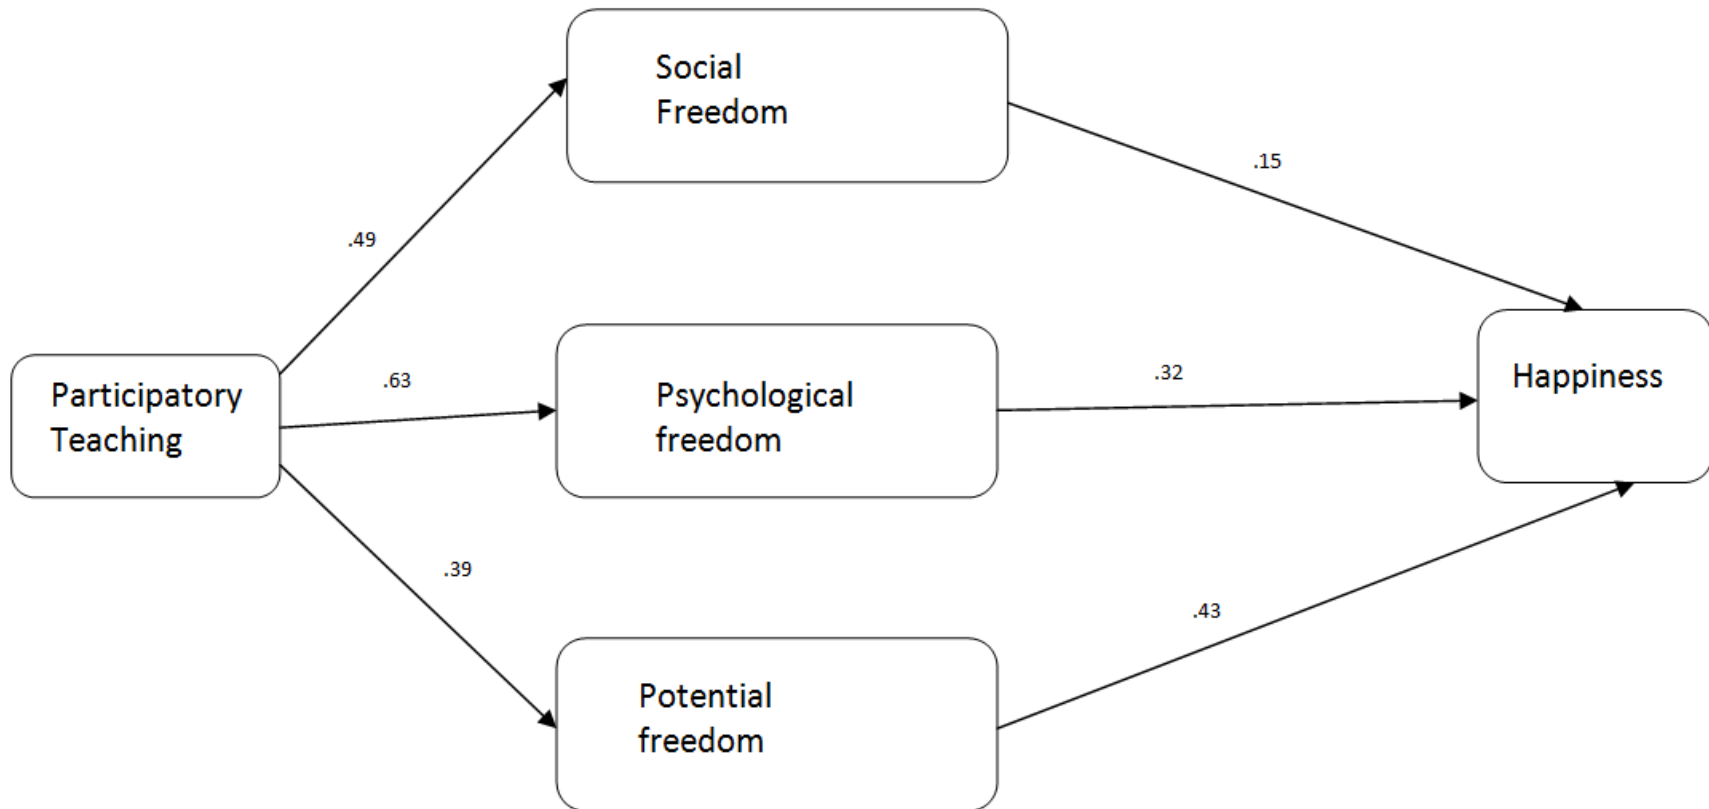 Social
Freedom
.15
.49
Participatory
Teaching
.63
Psychological
freedom
.32
Happiness
.39
.43
Potential
freedom